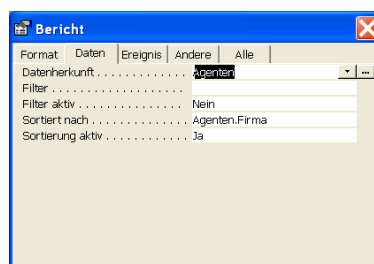 Bericht
Format Daten Ereignis Andere Alle
Datenherkunft . . . . . . . . . . . . . Agenten
Filter . . . . . . . . . . . . . . . . . . .
Filter aktiv . . . . . . . . . . . . . . . Nein
Sortiert nach . . . . . . . . . . . . . Agenten.Firma
Sortierung aktiv . . . . . . . . . . . Ja